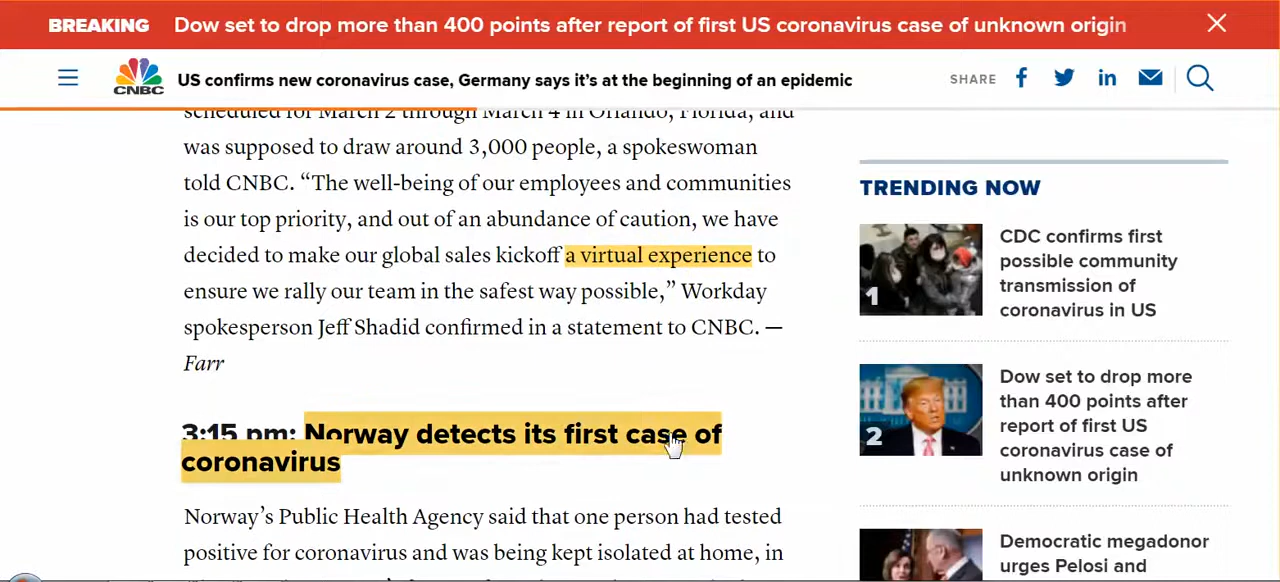 BREAKING Dow set to drop more than 400 points after report of first US coronavirus case of unknown origin
CNBC
US confirms new coronavirus case, Germany says it's at the beginning of an epidemic
SHARE
scheduled for March 2 through March 4 in Orlando, Florida, and
was supposed to draw around 3,000 people, a spokeswoman
told CNBC. “The well-being of our employees and communities
is our top priority, and out of an abundance of caution, we have
decided to make our global sales kickoff a virtual experience to
ensure we rally our team in the safest way possible,” Workday
spokesperson Jeff Shadid confirmed in a statement to CNBC. —
Farr
3:15 pm: Norway detects its first case of
coronavirus
Norway’s Public Health Agency said that one person had tested
positive for coronavirus and was being kept isolated at home, in
TRENDING NOW
1
CDC confirms first
possible community
transmission of
coronavirus in US
2
Dow set to drop more
than 400 points after
report of first US
coronavirus case of
unknown origin
Democratic megadonor
urges Pelosi and